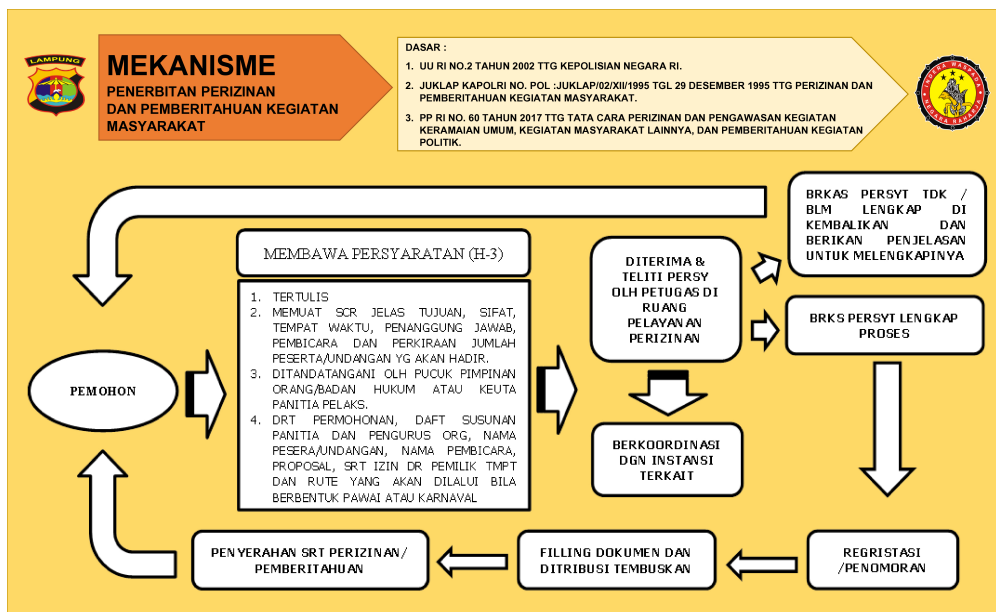 LAMPUNG
MEKANISME
PENERBITAN PERIZINAN
DAN PEMBERITAHUAN KEGIATAN
MASYARAKAT
DASAR :
1. UU RI NO.2 TAHUN 2002 TTG KEPOLISIAN NEGARA RI.
2. JUKLAP KAPOLRI NO. POL :JUKLAP/02/XII/1995 TGL 29 DESEMBER 1995 TTG PERIZINAN DAN
PEMBERITAHUAN KEGIATAN MASYARAKAT.
3. PP RI NO. 60 TAHUN 2017 TTG TATA CARA PERIZINAN DAN PENGAWASAN KEGIATAN
KERAMAIAN UMUM, KEGIATAN MASYARAKAT LAINNYA, DAN PEMBERITAHUAN KEGIATAN
POLITIK.
INDERA WASPADA
NEGARA RAHARJA
PEMOHON
MEMBAWA PERSYARATAN (H-3)
1. TERTULIS
2. MEMUAT SCR JELAS TUJUAN, SIFAT,
TEMPAT WAKTU, PENANGGUNG JAWAB,
PEMBICARA DAN PERKIRAAN JUMLAH
PESERTA/UNDANGAN YG AKAN HADIR.
3. DITANDATANGANI OLH PUCUK PIMPINAN
ORANG/BADAN HUKUM ATAU KEUTA
PANITIA PELAKS.
4. DRT PERMOHONAN, DAFT SUSUNAN
PANITIA DAN PENGURUS ORG, NAMA
PESERA/UNDANGAN, NAMA PEMBICARA,
PROPOSAL, SRT IZIN DR PEMILIK TMPT
DAN RUTE YANG AKAN DILALUI BILA
BERBENTUK PAWAI ATAU KARNAVAL
DITERIMA &
TELITI PERSY
OLH PETUGAS DI
RUANG
PELAYANAN
PERIZINAN
BRKAS PERSYT TDK /
BLM LENGKAP DI
KEMBALIKAN DAN
BERIKAN PENJELASAN
UNTUK MELENGKAPINYA
BRKS PERSYT LENGKAP
PROSES
BERKOORDINASI
DGN INSTANSI
TERKAIT
REGRISTASI
/PENOMORAN
FILLING DOKUMEN DAN
DITRIBUSI TEMBUSKAN
PENYERAHAN SRT PERIZINAN/
PEMBERITAHUAN